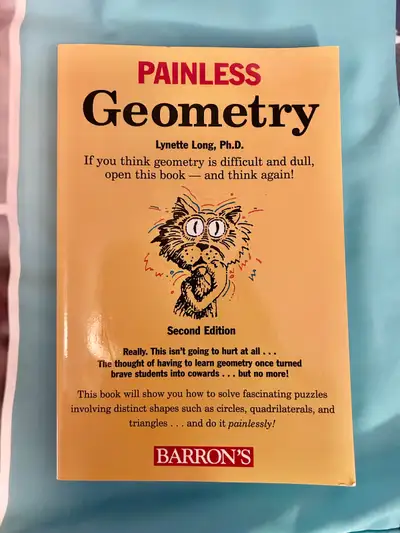 PAINLESS
Geometry
Lynette Long, Ph.D.
If you think geometry is difficult and dull,
open this book — and think again!
Second Edition
Really. This isn't going to hurt at all . . .
The thought of having to learn geometry once turned
brave students into cowards . . . but no more!
This book will show you how to solve fascinating puzzles
involving distinct shapes such as circles, quadrilaterals, and
triangles . . . and do it painlessly!
BARRON'S